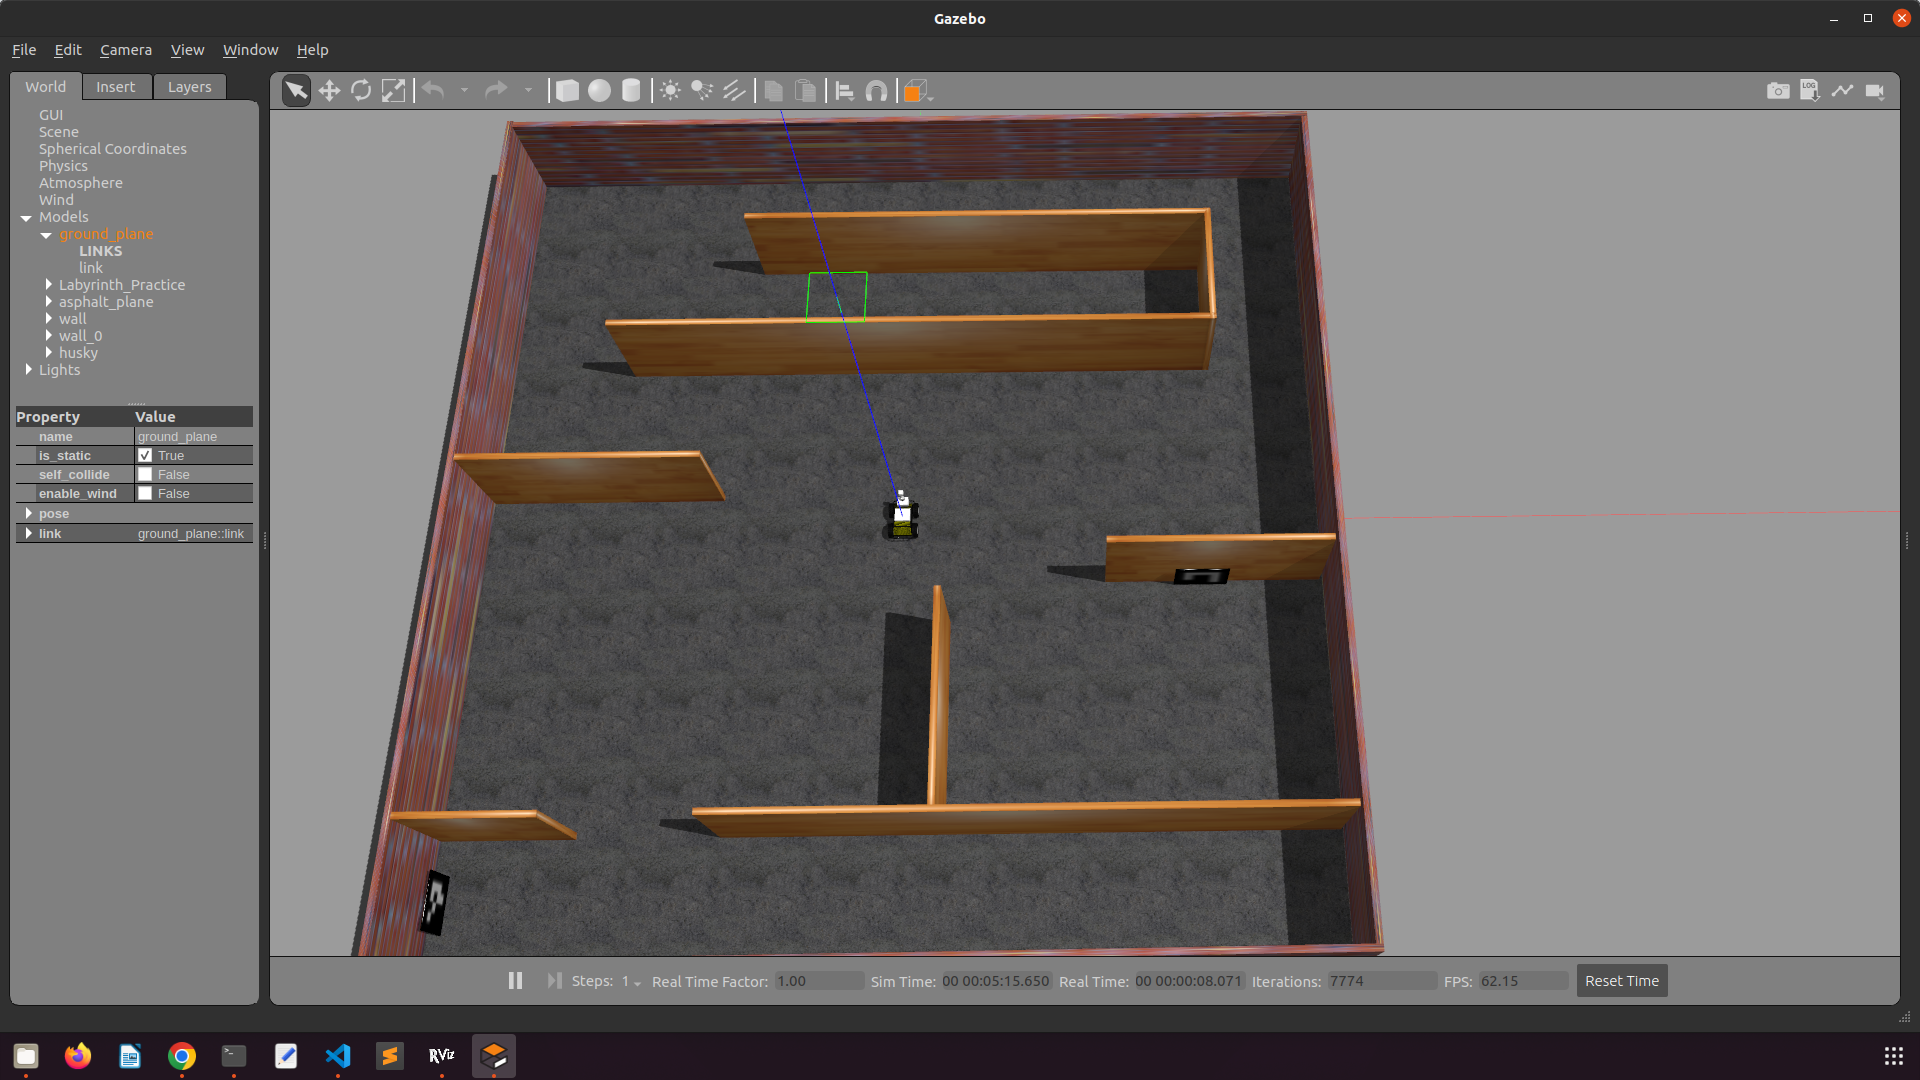 Gazebo
File Edit Camera View Window Help
World Insert Layers
LOG
GUI
Scene
Spherical Coordinates
Physics
Atmosphere
Wind
Models
ground_plane
LINKS
link
Labyrinth_Practice
asphalt_plane
wall
wall_0
husky
Lights
Property Value
name ground_plane
is_static True
self_collide False
enable_wind False
pose
link ground_plane::link
Steps: 1 Real Time Factor: 1.00 Sim Time: 00 00:05:15.650 Real Time: 00 00:00:08.071 Iterations: 7774 FPS: 62.15 Reset Time
RViz